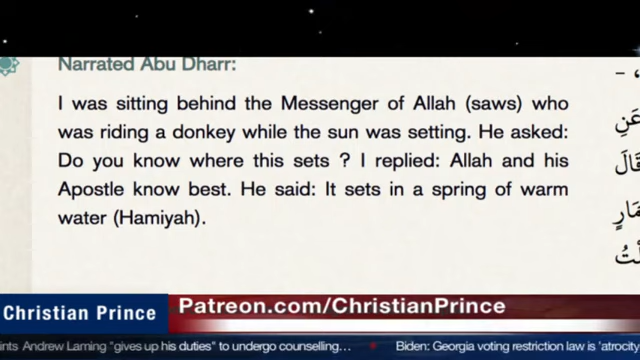 Narrated Abu Dharr:
I was sitting behind the Messenger of Allah (saws) who
was riding a donkey while the sun was setting. He asked:
Do you know where this sets ? I replied: Allah and his
Apostle know best. He said: It sets in a spring of warm
water (Hamiyah).
Christian Prince
Patreon.com/ChristianPrince
ints Andrew Larning "gives up his duties" to undergo counselling...
Biden: Georgia voting restriction law is 'atrocity